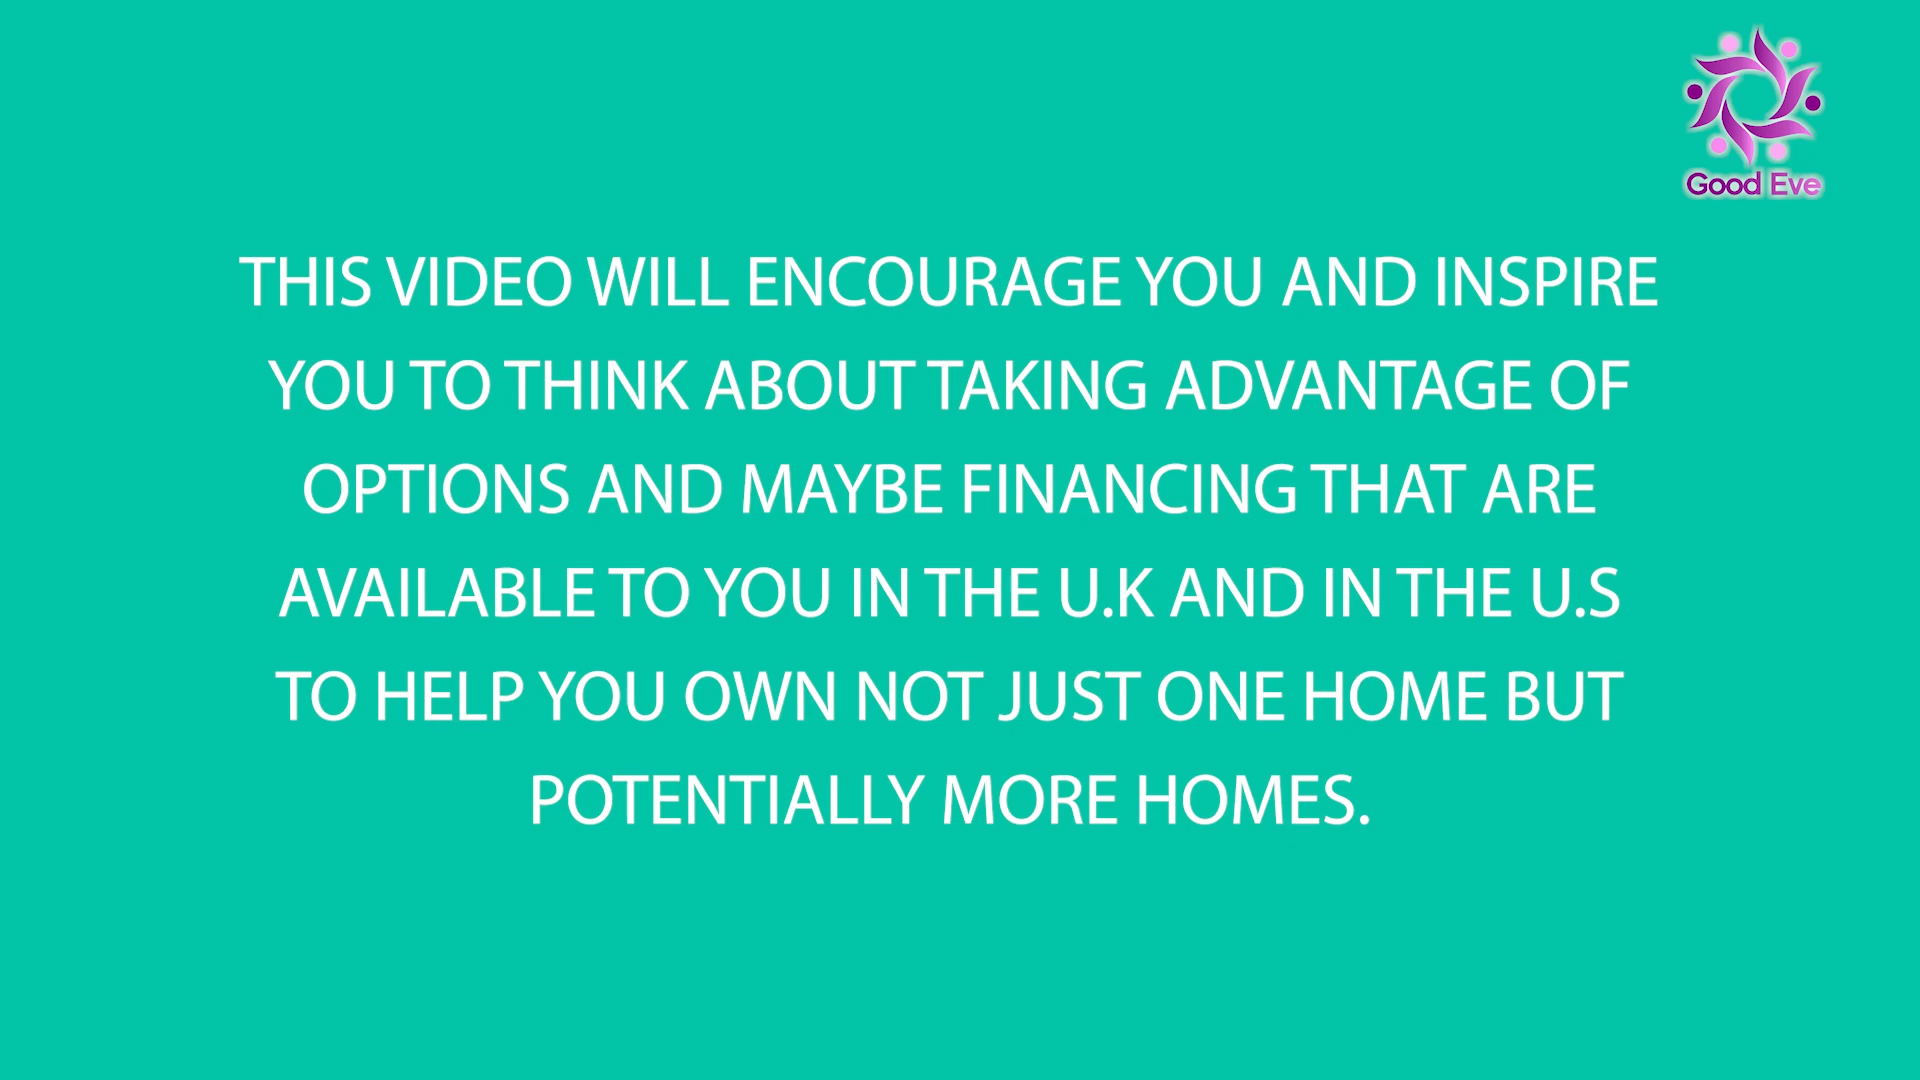 Good Eve
THIS VIDEO WILL ENCOURAGE YOU AND INSPIRE
YOU TO THINK ABOUT TAKING ADVANTAGE OF
OPTIONS AND MAYBE FINANCING THAT ARE
AVAILABLE TO YOU IN THE U.K AND IN THE U.S
TO HELP YOU OWN NOT JUST ONE HOME BUT
POTENTIALLY MORE HOMES.